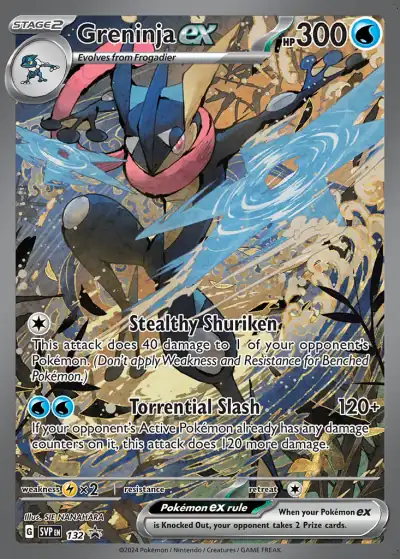 STAGE2 Greninja ex HP300
Evolves from Frogadier
Stealthy Shuriken
This attack does 40 damage to 1 of your opponent's
Pokémon. (Don't apply Weakness and Resistance for Benched
Pokémon.)
Torrential Slash 120+
If your opponent's Active Pokémon already has any damage
counters on it, this attack does 120 more damage.
weakness ×2 resistance retreat
Illus. SIE NANAHARA
Pokémon ex rule When your Pokémon ex
is Knocked Out, your opponent takes 2 Prize cards.
G SVP EN 132
©2024 Pokémon / Nintendo / Creatures / GAME FREAK